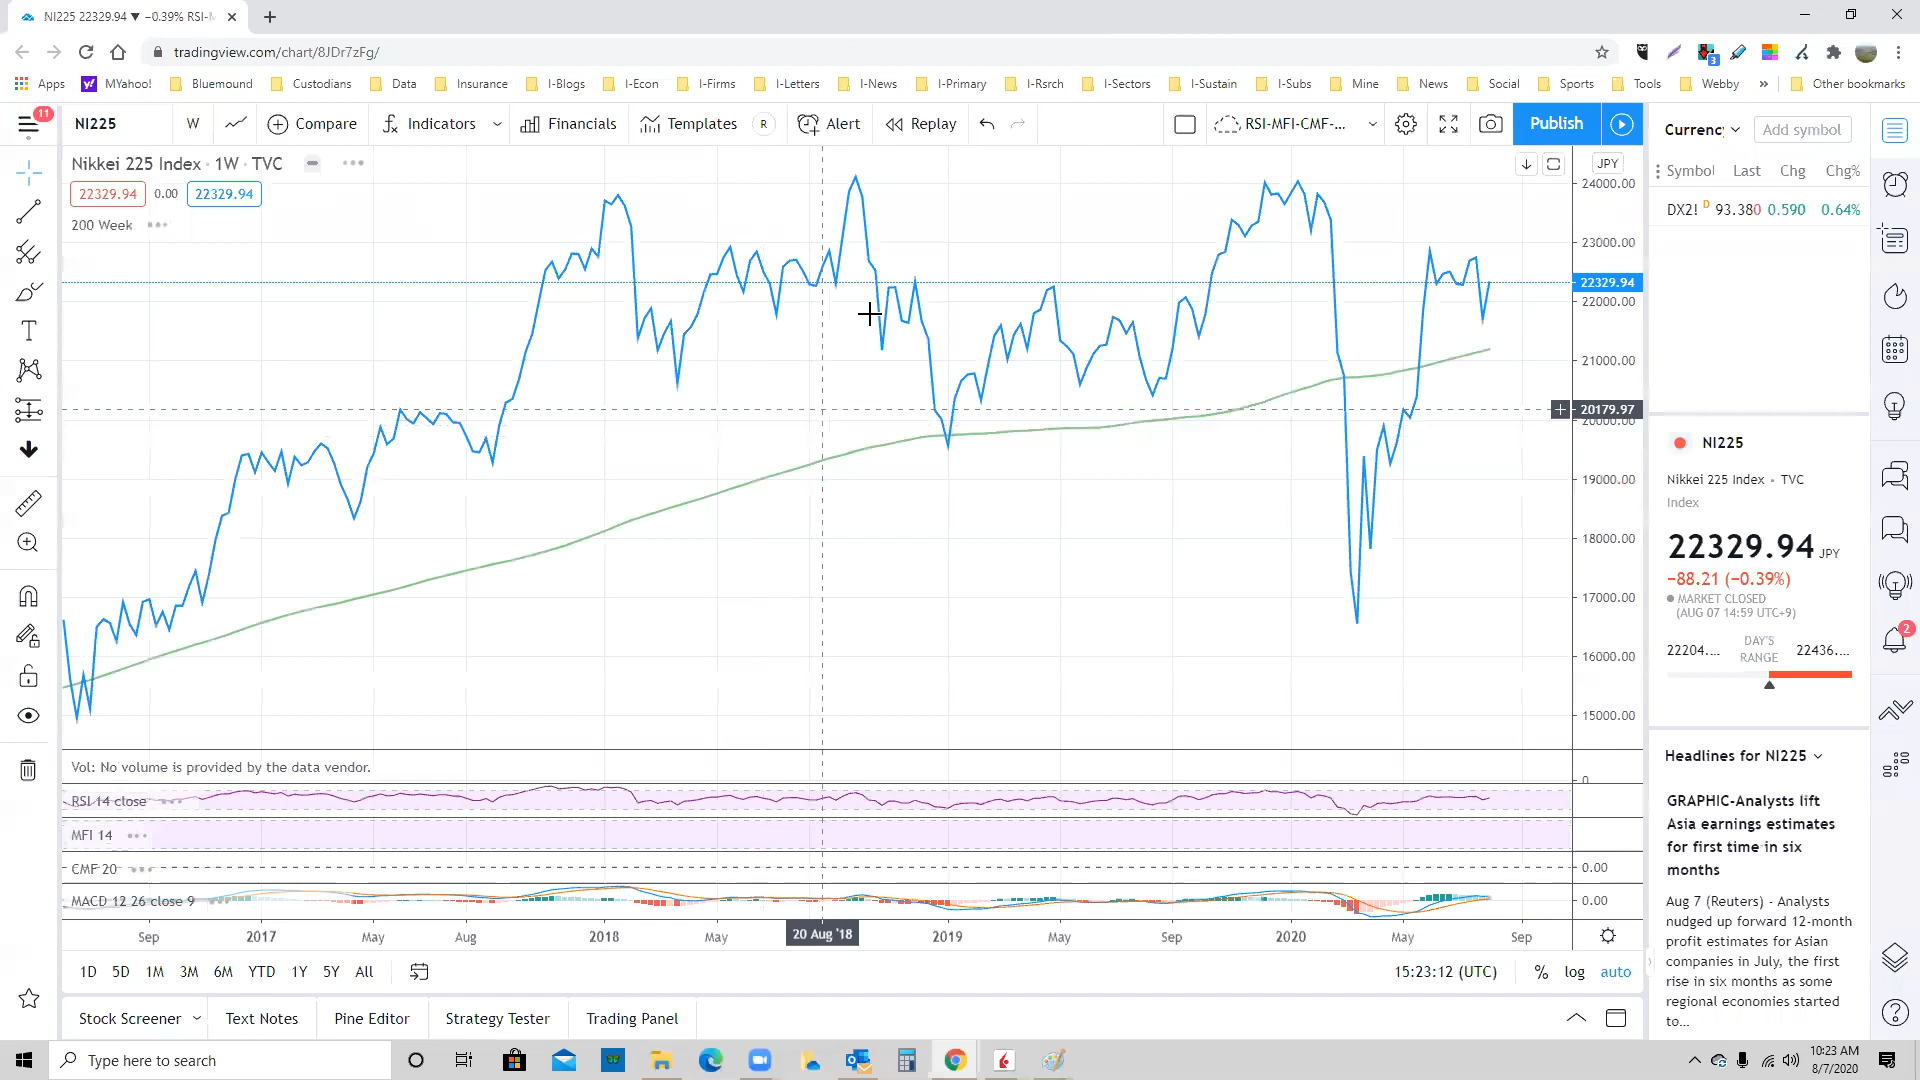 NI225 22329.94 ▼ −0.39% RSI-M
tradingview.com/chart/8JDr7zFg/
3
Apps MYahoo! Bluemound Custodians Data Insurance I-Blogs I-Econ I-Firms I-Letters I-News I-Primary I-Rsrch I-Sectors I-Sustain I-Subs Mine News Social Sports Tools Webby » Other bookmarks
11
NI225 W Compare Indicators Financials Templates R Alert Replay RSI-MFI-CMF-... Publish
Currency Add symbol
Nikkei 225 Index · 1W · TVC
JPY
Symbol Last Chg Chg%
22329.94 0.00 22329.94
DX2! D 93.380 0.590 0.64%
200 Week
24000.00
23000.00
22329.94
22000.00
21000.00
20179.97
20000.00
19000.00
18000.00
17000.00
16000.00
15000.00
0
NI225
Nikkei 225 Index • TVC
Index
22329.94 JPY
−88.21 (−0.39%)
MARKET CLOSED
(AUG 07 14:59 UTC+9)
22204.... DAY'S RANGE 22436....
2
Vol: No volume is provided by the data vendor.
RSI 14 close
MFI 14
CMF 20 0.00
MACD 12 26 close 9 0.00
Sep 2017 May Aug 2018 May 20 Aug '18 2019 May Sep 2020 May Sep
Headlines for NI225
GRAPHIC-Analysts lift
Asia earnings estimates
for first time in six
months
Aug 7 (Reuters) - Analysts
nudged up forward 12-month
profit estimates for Asian
companies in July, the first
rise in six months as some
regional economies started
to...
1D 5D 1M 3M 6M YTD 1Y 5Y All 15:23:12 (UTC) % log auto
Stock Screener Text Notes Pine Editor Strategy Tester Trading Panel
Type here to search
10:23 AM
8/7/2020